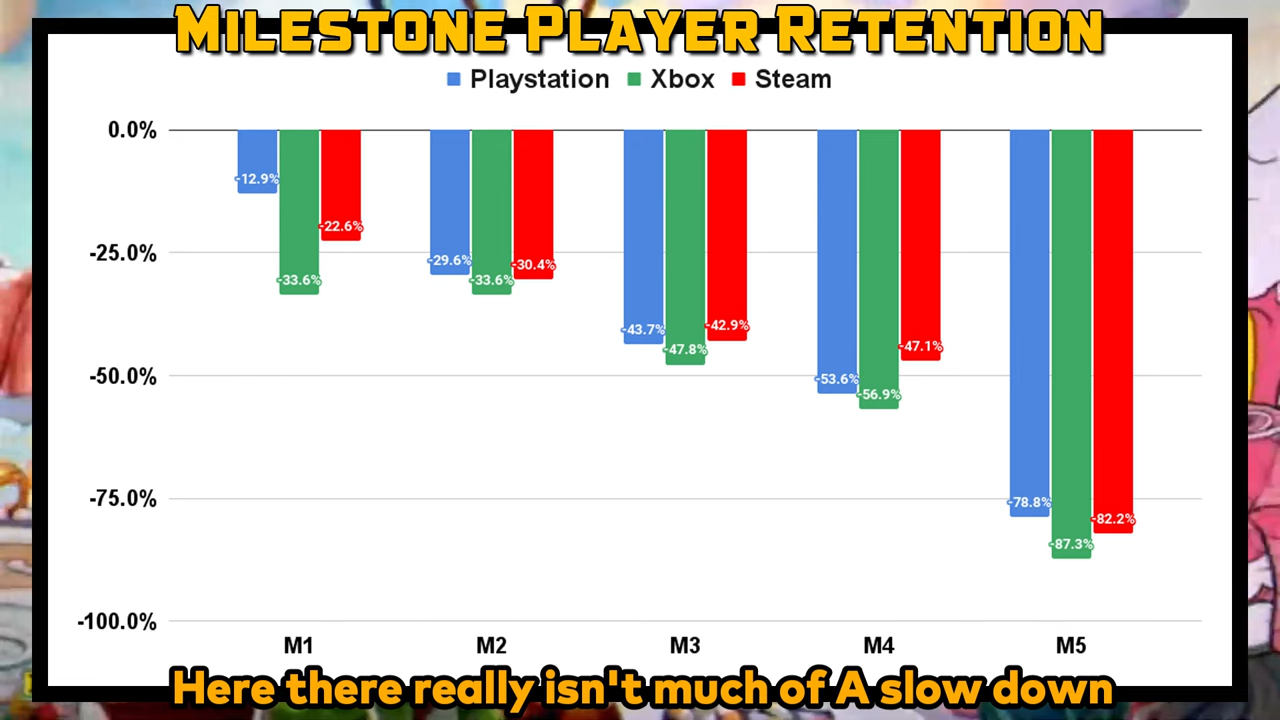 MILESTONE PLAYER RETENTION
Playstation Xbox Steam
0.0%
-25.0%
-50.0%
-75.0%
-100.0%
-12.9% -33.6% -22.6%
-29.6% -33.6% -30.4%
-43.7% -47.8% -42.9%
-53.6% -56.9% -47.1%
-78.8% -87.3% -82.2%
M1 M2 M3 M4 M5
Here there really isn't much of A slow down